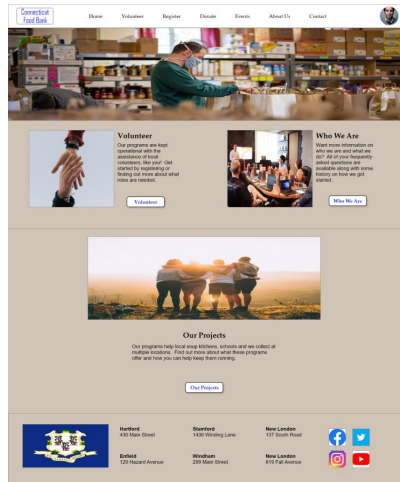 Connecticut
Food Bank
Home Volunteer Register Donate Events About Us Contact
Volunteer
Our programs are kept
operational with the
assistance of local
volunteers, like you! Get
started by registering or
finding out more about what
roles are needed.
Volunteer
Who We Are
Want more information on
who we are and what we
do? All of your frequently
asked questions are
available along with some
history on how we got
started.
Who We Are
Our Projects
Our programs help local soup kitchens, schools and we collect at
multiple locations. Find out more about what these programs
offer and how you can help keep them running.
Our Projects
Hartford
436 Main Street
Stamford
1436 Winding Lane
New London
137 South Road
Enfield
129 Hazard Avenue
Windham
299 Main Street
New London
819 Fall Avenue